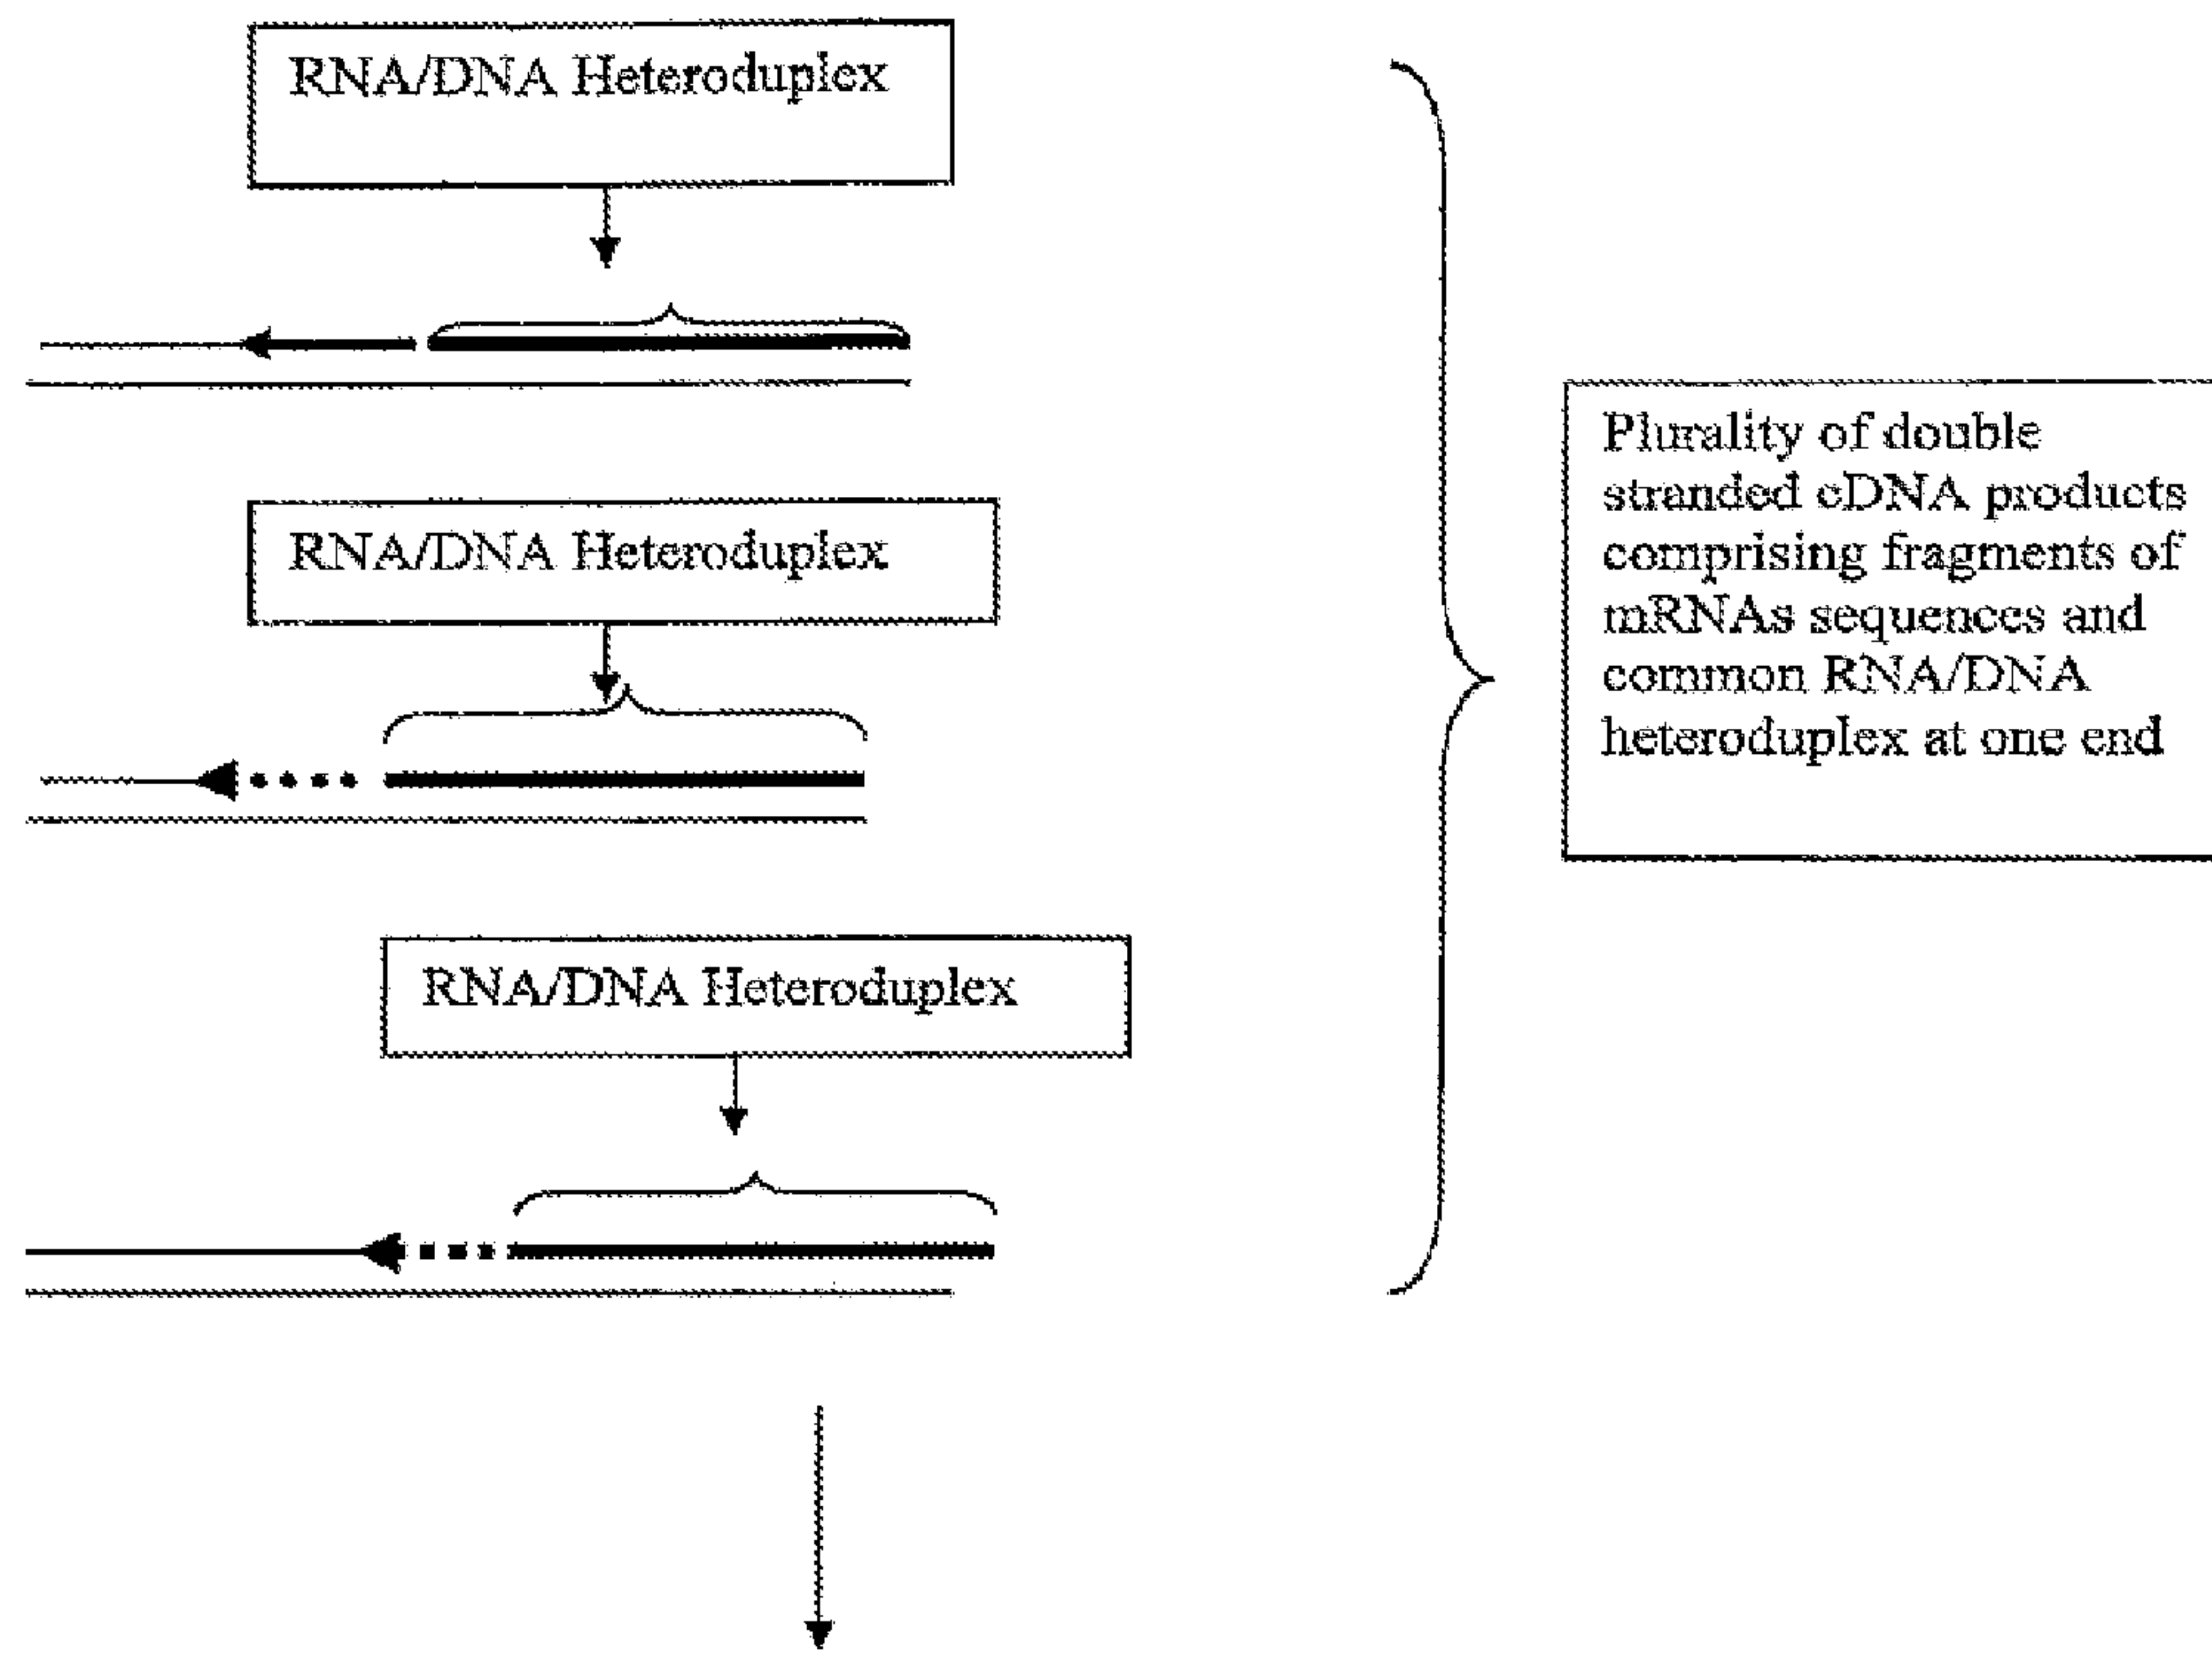 RNA/DNA Heteroduplex
RNA/DNA Heteroduplex
RNA/DNA Heteroduplex
Plurality of double
stranded cDNA products
comprising fragments of
mRNAs sequences and
common RNA/DNA
heteroduplex at one end